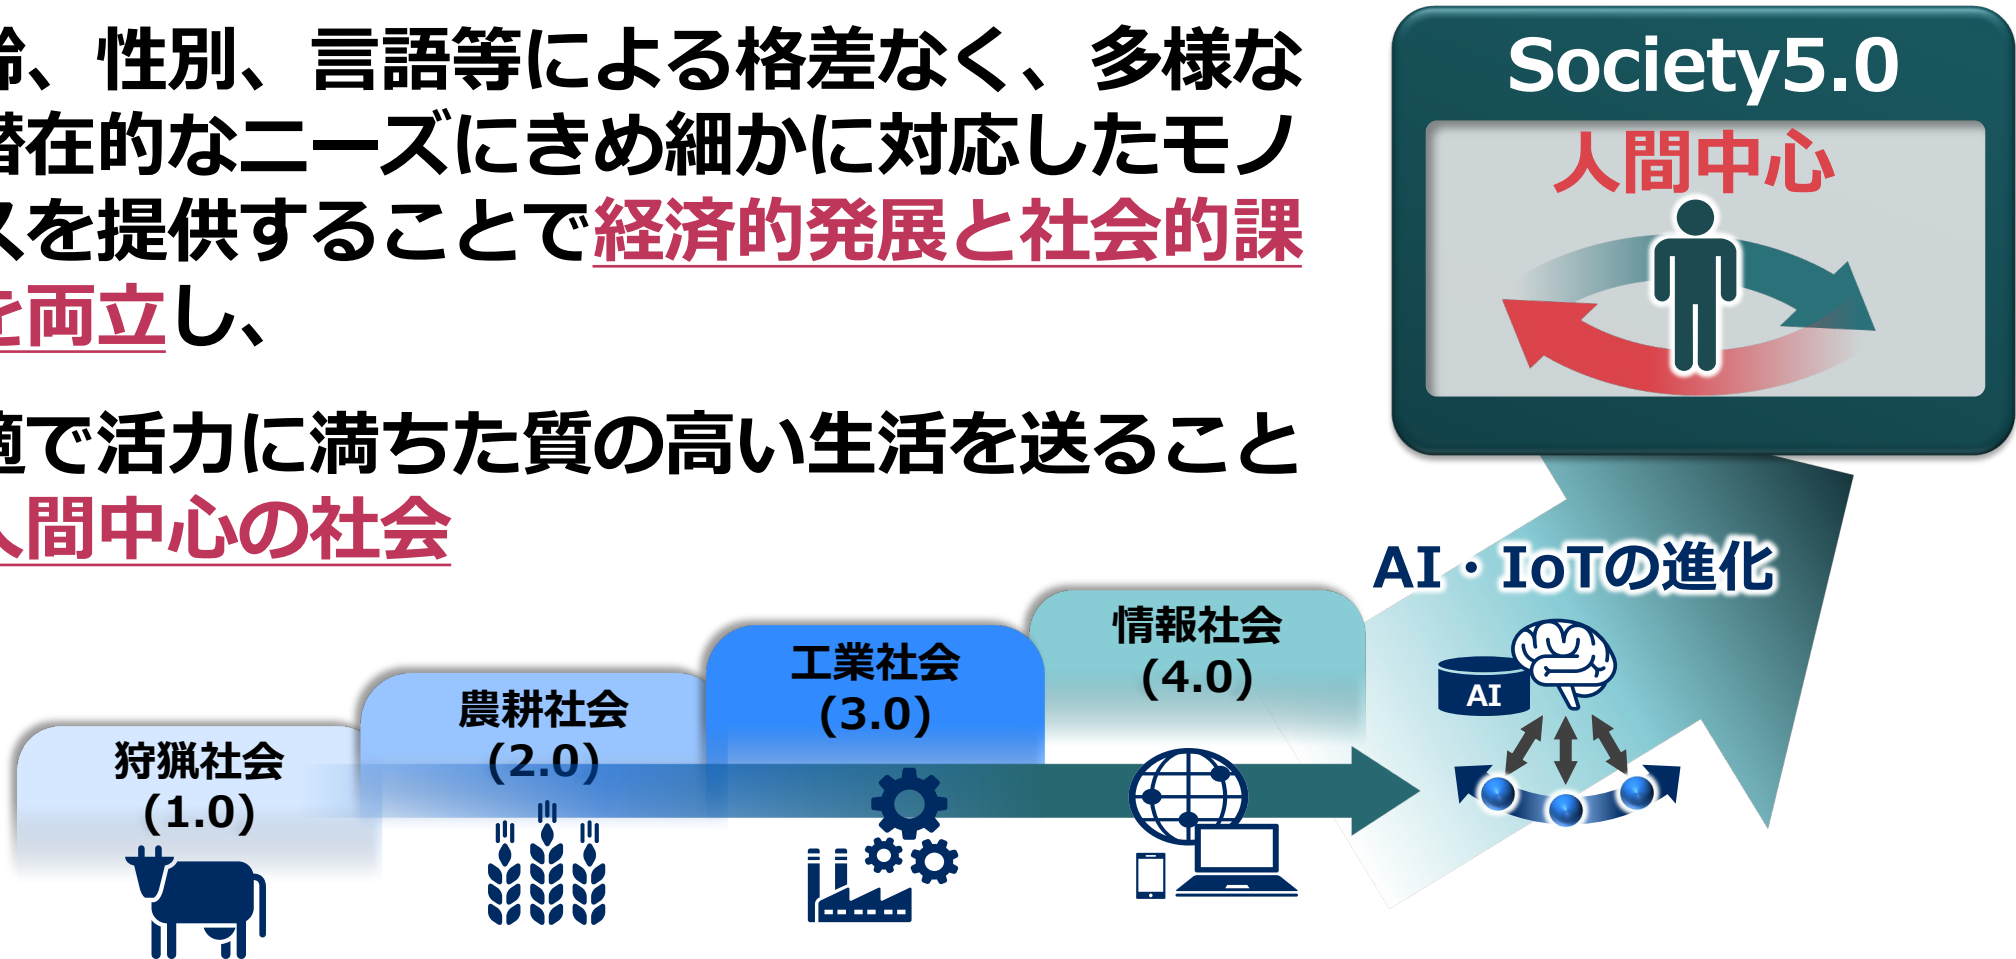 齢、性別、言語等による格差なく、多様な
潜在的なニーズにきめ細かに対応したモノ
スを提供することで経済的発展と社会的課
を両立し、
適で活力に満ちた質の高い生活を送ること
人間中心の社会
Society5.0
人間中心
AI・IoTの進化
AI
情報社会
(4.0)
工業社会
(3.0)
農耕社会
(2.0)
狩猟社会
(1.0)